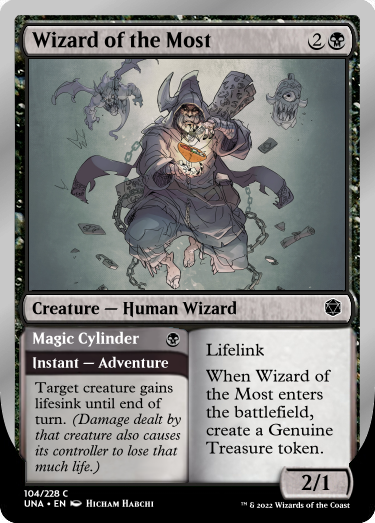 Wizard of the Most 2
Creature — Human Wizard
Magic Cylinder
Instant — Adventure
Target creature gains
lifesink until end of
turn. (Damage dealt by
that creature also causes
its controller to lose that
much life.)
Lifelink
When Wizard of
the Most enters
the battlefield,
create a Genuine
Treasure token.
2/1
104/228 C
UNA • EN Hicham Habchi
™ & © 2022 Wizards of the Coast